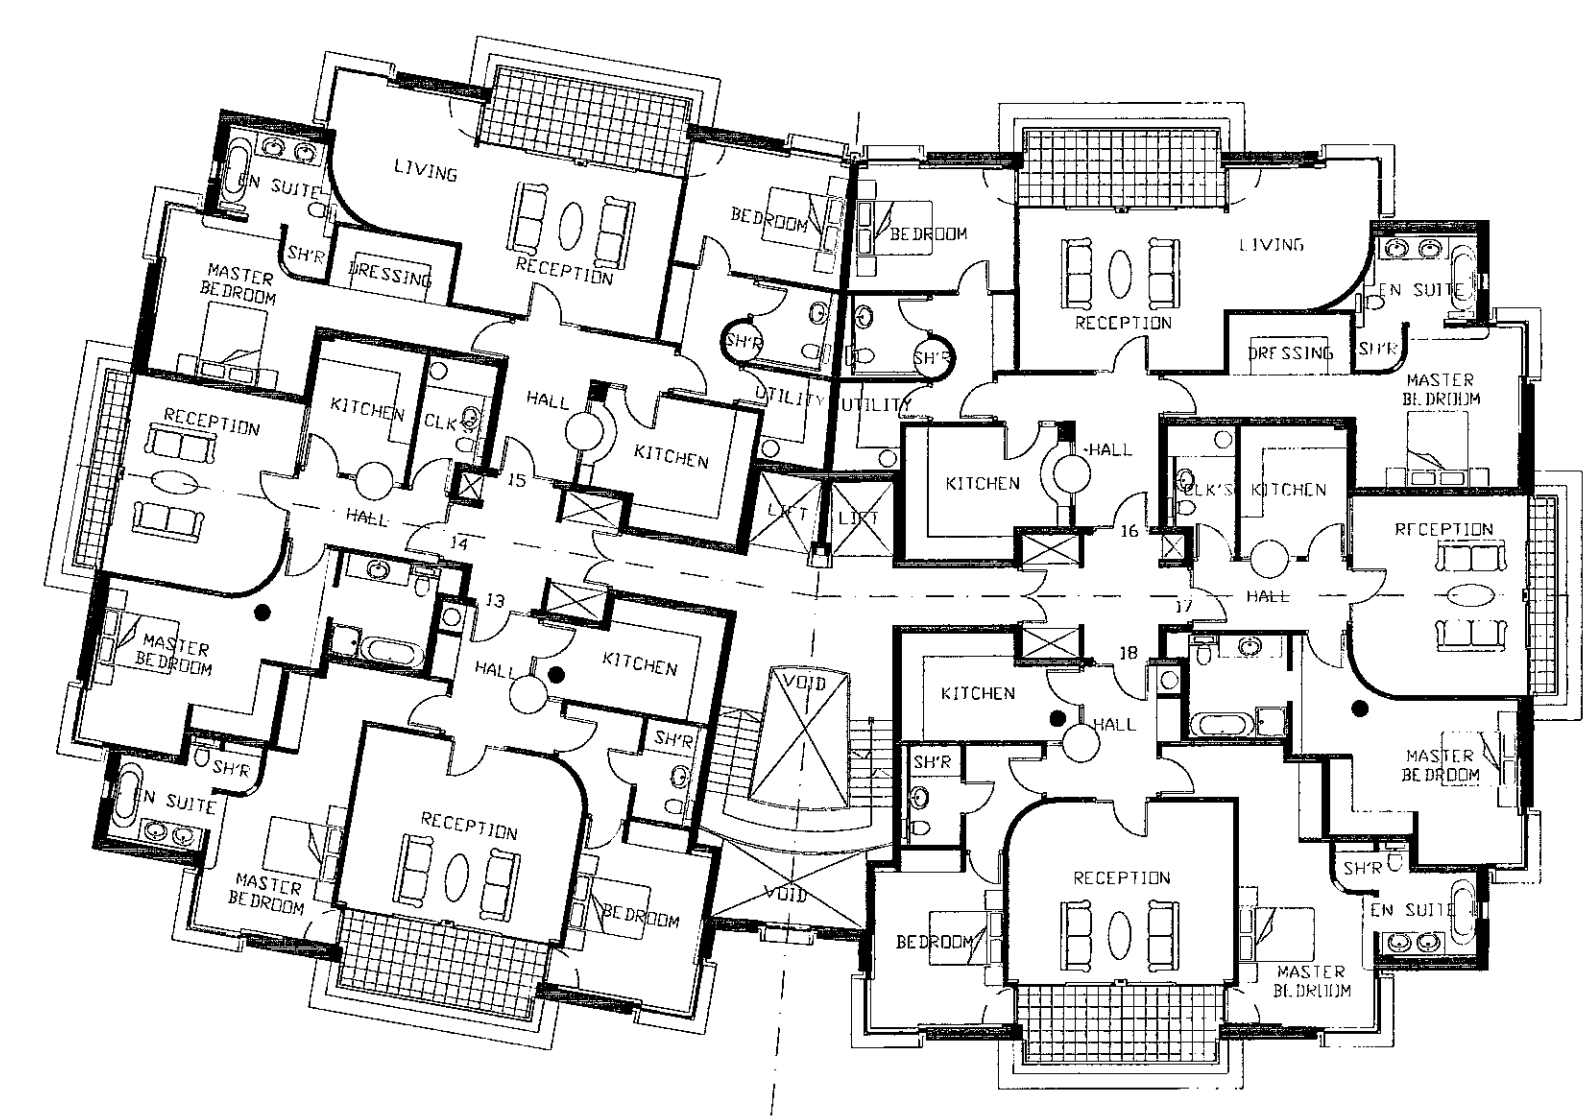 LIVING
EN SUITE
SH'R
DRESSING
MASTER
BEDROOM
RECEPTION
BEDROOM
SH'R
UTILITY
BEDROOM
LIVING
RECEPTION
EN SUITE
SH'R
SH'R
DRESSING
MASTER
BEDROOM
UTILITY
RECEPTION
KITCHEN
CLK'S
HALL
KITCHEN
15
LIFT
LIFT
HALL
14
13
KITCHEN
HALL
16
CLK'S
KITCHEN
RECEPTION
HALL
17
18
MASTER
BEDROOM
HALL
KITCHEN
VOID
KITCHEN
HALL
SH'R
SH'R
EN SUITE
SH'R
MASTER
BEDROOM
RECEPTION
MASTER
BEDROOM
BEDROOM
VOID
RECEPTION
SH'R
EN SUITE
BEDROOM
MASTER
BEDROOM